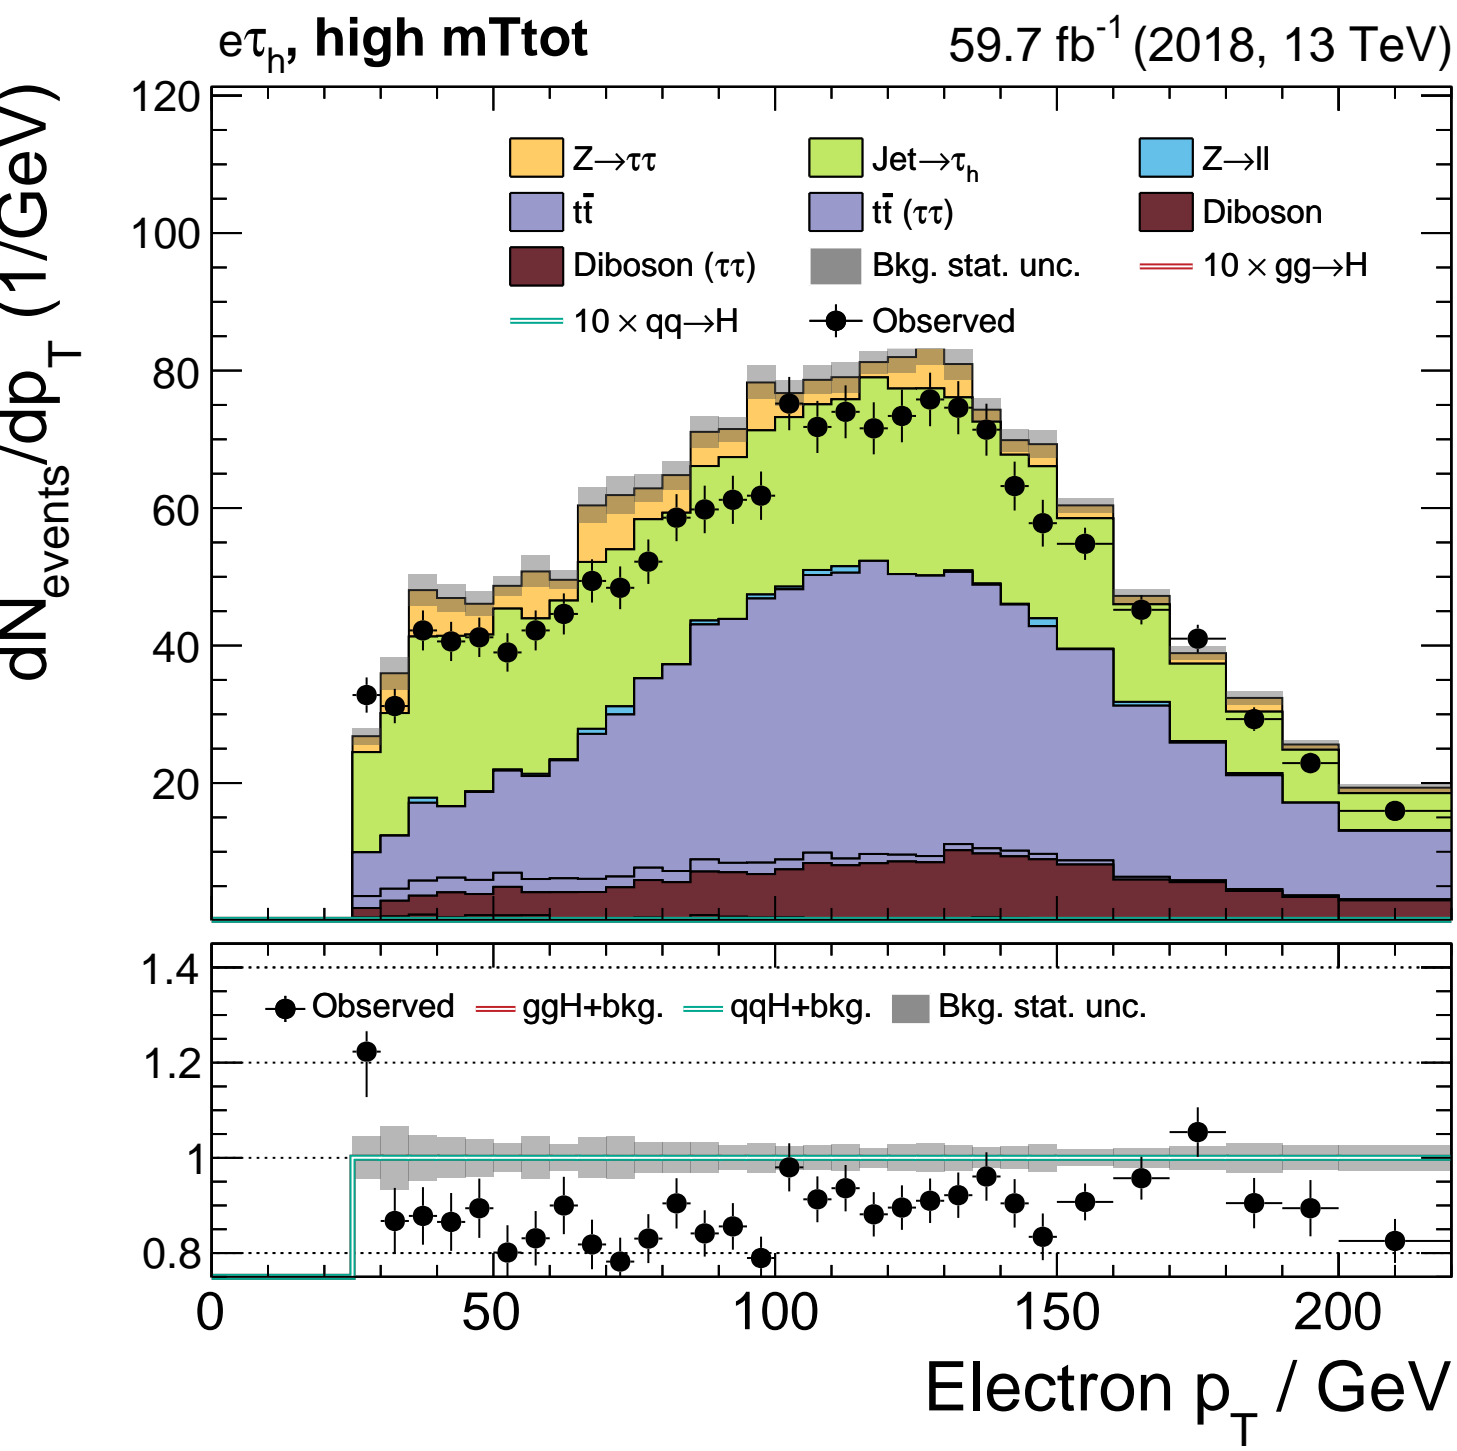 eτh, high mTtot 59.7 fb-1 (2018, 13 TeV)
dNevents/dpT (1/GeV)
120
100
80
60
40
20
Z→ττ Jet→τh Z→ll
tt̄ tt̄ (ττ) Diboson
Diboson (ττ) Bkg. stat. unc. 10 × gg→H
10 × qq→H Observed
1.4
1.2
1
0.8
Observed ggH+bkg. qqH+bkg. Bkg. stat. unc.
0 50 100 150 200
Electron pT / GeV